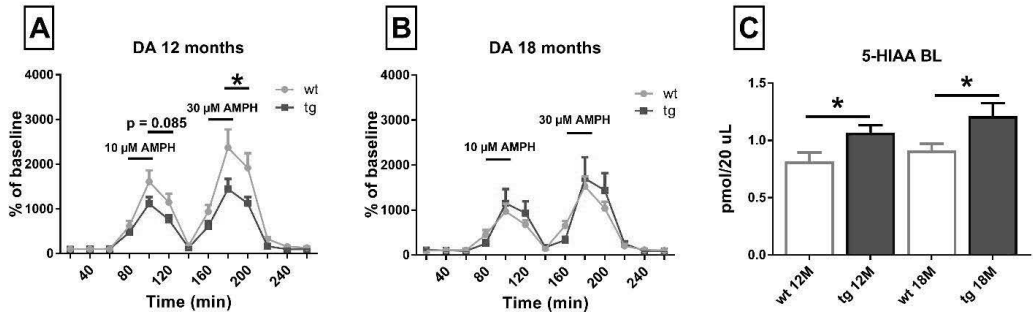 A
DA 12 months
4000
3000
2000
1000
0
% of baseline
40
80
120
160
200
240
Time (min)
10 µM AMPH
p = 0.085
30 µM AMPH
*
wt
tg
B
DA 18 months
4000
3000
2000
1000
0
% of baseline
40
80
120
160
200
240
Time (min)
10 µM AMPH
30 µM AMPH
wt
tg
C
5-HIAA BL
1.5
1.0
0.5
0.0
pmol/20 uL
*
*
wt 12M
tg 12M
wt 18M
tg 18M